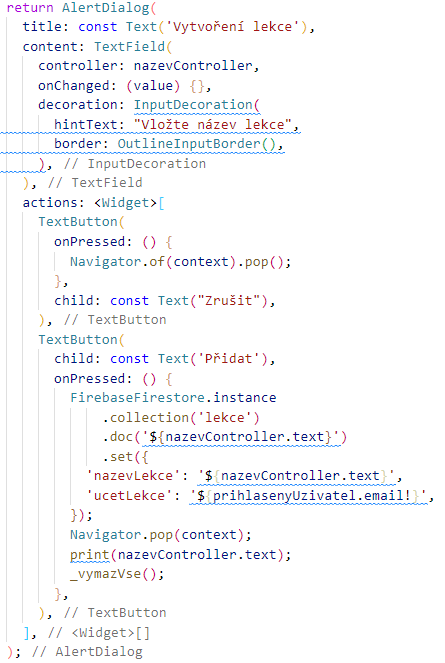 return AlertDialog(
  title: const Text('Vytvoření lekce'),
  content: TextField(
    controller: nazevController,
    onChanged: (value) {},
    decoration: InputDecoration(
      hintText: "Vložte název lekce",
      border: OutlineInputBorder(),
    ), // InputDecoration
  ), // TextField
  actions: <Widget>[
    TextButton(
      onPressed: () {
        Navigator.of(context).pop();
      },
      child: const Text("Zrušit"),
    ), // TextButton
    TextButton(
      child: const Text('Přidat'),
      onPressed: () {
        FirebaseFirestore.instance
            .collection('lekce')
            .doc('${nazevController.text}')
            .set({
          'nazevLekce': '${nazevController.text}',
          'ucetLekce': '${prihlasenyUzivatel.email!}',
        });
        Navigator.pop(context);
        print(nazevController.text);
        _vymazVse();
      },
    ), // TextButton
  ], // <Widget>[]
); // AlertDialog